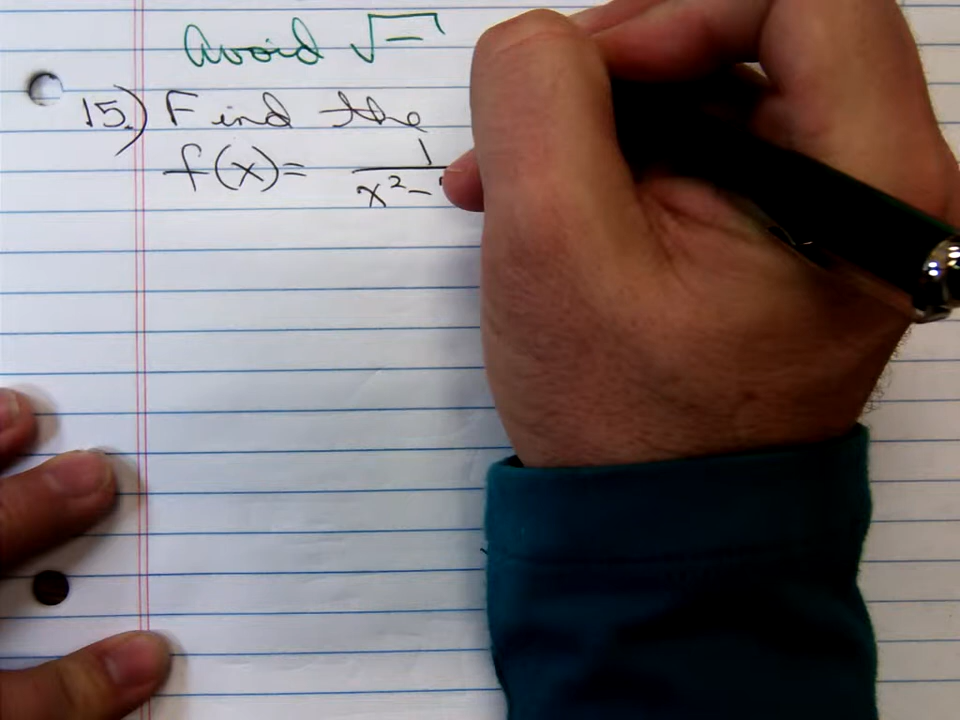 Avoid √-
15.) Find the
f(x)= 1/x²-